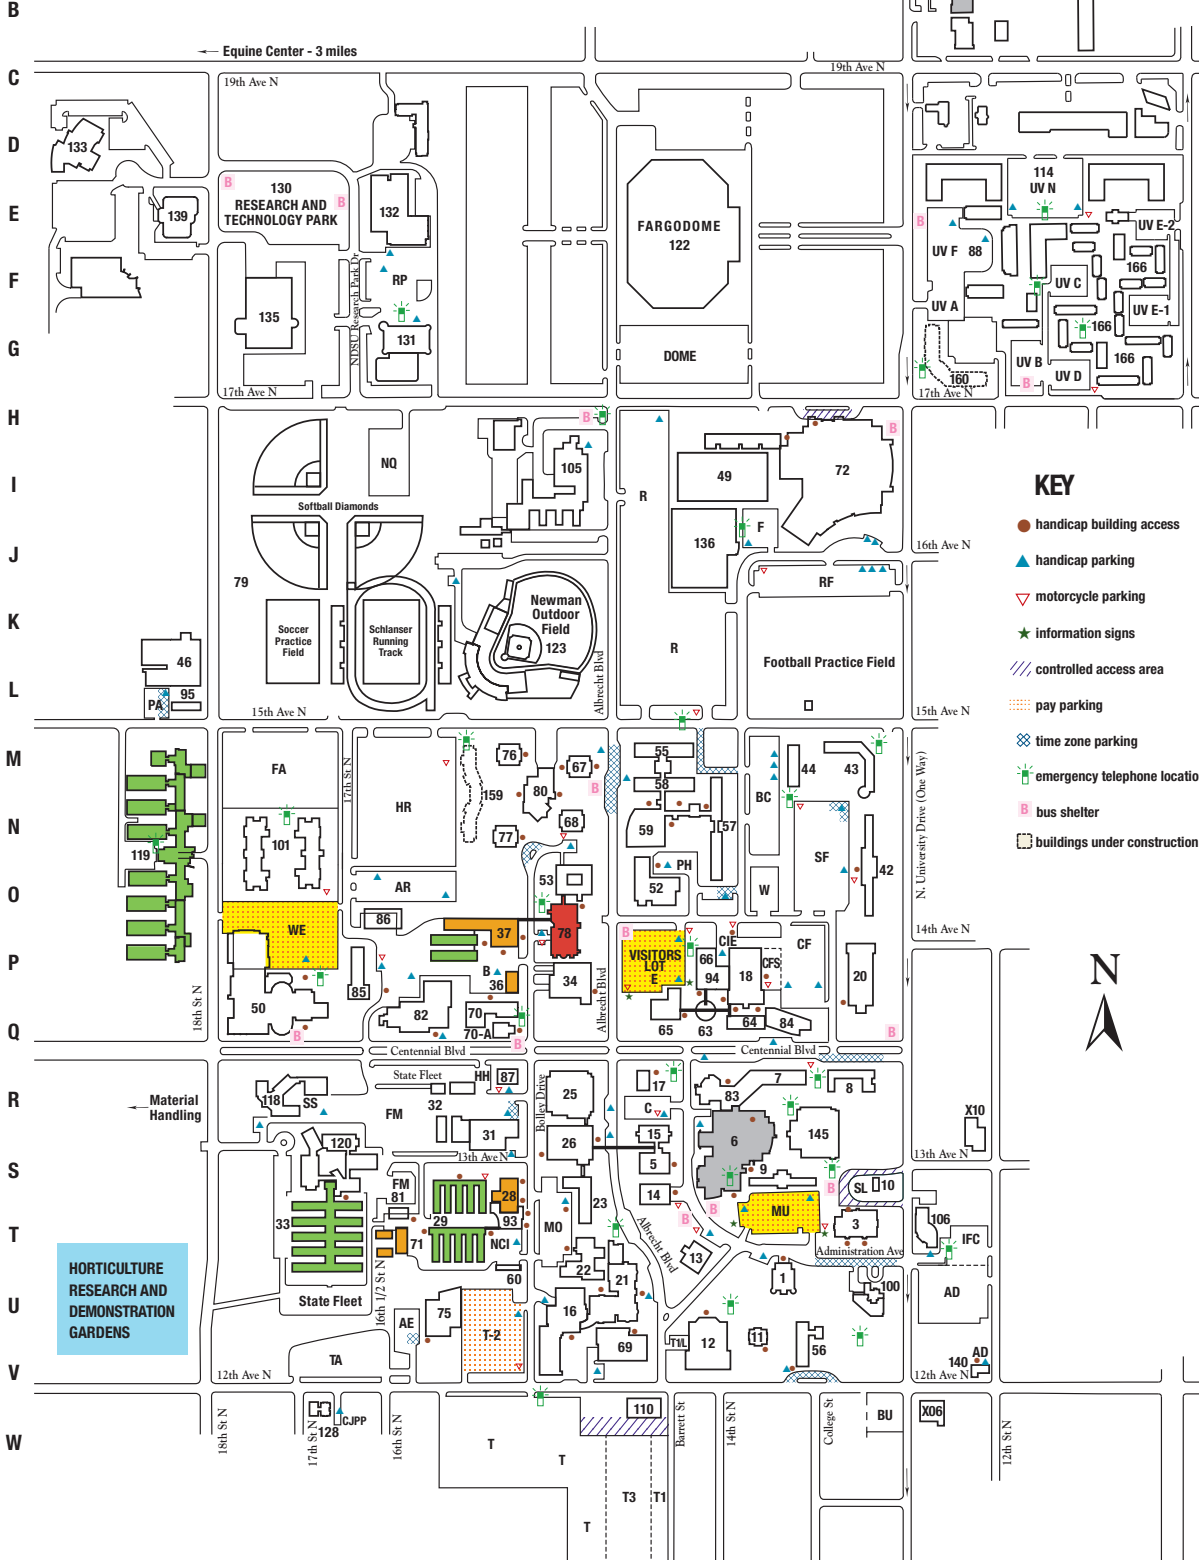 B
Equine Center - 3 miles
C
19th Ave N
19th Ave N
D
133
130
RESEARCH AND
TECHNOLOGY PARK
B
B
132
114
UV N
E
139
FARGODOME
122
B
UV E-2
UV F
88
166
F
RP
UV C
135
UV A
UV E-1
NDSU Research Park Dr
131
166
G
DOME
UV B
166
160
UV D
B
17th Ave N
17th Ave N
H
B
B
NQ
105
49
72
I
R
KEY
Softball Diamonds
handicap building access
F
136
16th Ave N
J
handicap parking
79
RF
Newman
Outdoor
Field
123
motorcycle parking
K
Soccer
Practice
Field
Schlanser
Running
Track
information signs
46
R
Football Practice Field
controlled access area
L
95
PA
Albrecht Blvd
15th Ave N
15th Ave N
pay parking
M
FA
17th St N
76
67
55
44
43
time zone parking
58
B
emergency telephone locatio
HR
159
80
BC
N
68
59
57
SF
bus shelter
B
101
77
buildings under construction
119
PH
N. University Drive (One Way)
53
42
O
AR
52
W
86
78
14th Ave N
WE
37
B
CIE
CF
VISITORS
LOT
E
66
CFS
P
94
18
20
B
36
34
N
85
18th St N
50
82
70
Albrecht Blvd
65
63
64
84
Q
70-A
B
B
B
Centennial Blvd
Centennial Blvd
State Fleet
HH
87
17
7
8
R
Material
Handling
118
SS
32
FM
Bolley Drive
25
83
C
X10
31
15
6
145
120
26
13th Ave N
13th Ave N
S
5
9
FM
81
28
14
B
SL
10
23
B
MU
33
29
93
B
3
106
T
71
NCI
MO
Albrecht Blvd
13
IFC
Administration Ave
HORTICULTURE
RESEARCH AND
DEMONSTRATION
GARDENS
60
22
21
1
16th 1/2 St N
100
AD
U
State Fleet
75
16
AE
T-2
T1/L
12
11
56
69
TA
AD
140
V
12th Ave N
12th Ave N
110
BU
X06
CJPP
128
18th St N
17th St N
16th St N
Barrett St
14th St N
College St
12th St N
W
T
T
T3
T1
T